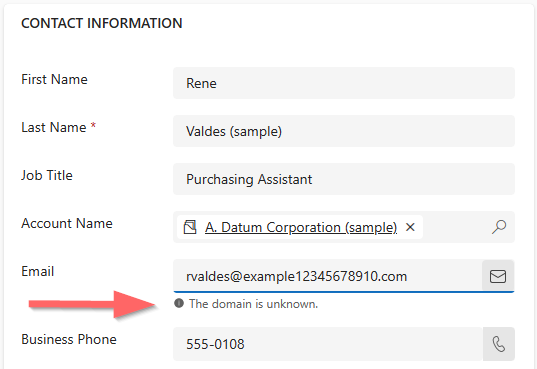 CONTACT INFORMATION
First Name Rene
Last Name * Valdes (sample)
Job Title Purchasing Assistant
Account Name A. Datum Corporation (sample)
Email rvaldes@example12345678910.com
The domain is unknown.
Business Phone 555-0108